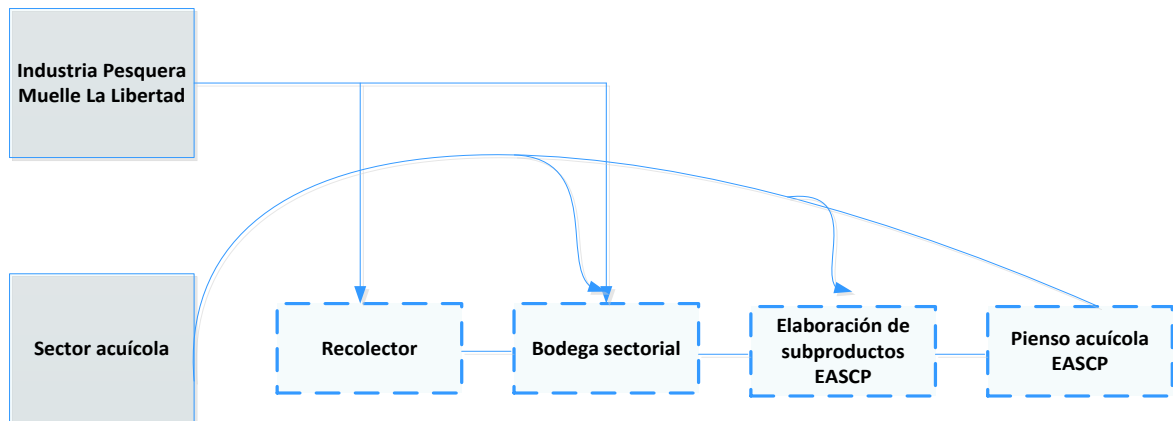 Industria Pesquera
Muelle La Libertad
Sector acuícola
Recolector
Bodega sectorial
Elaboración de
subproductos
EASCP
Pienso acuícola
EASCP